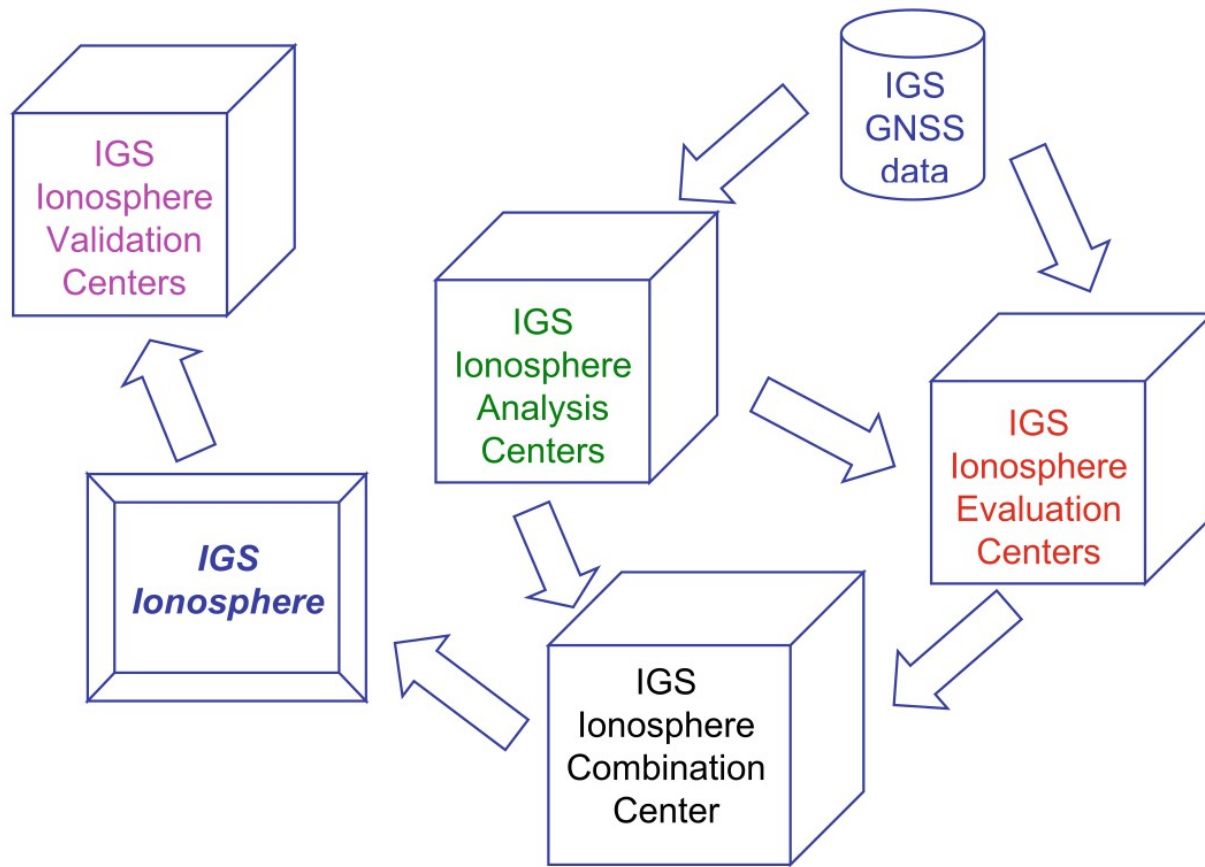 IGS
GNSS
data
IGS
Ionosphere
Validation
Centers
IGS
Ionosphere
Analysis
Centers
IGS
Ionosphere
Evaluation
Centers
IGS
Ionosphere
IGS
Ionosphere
Combination
Center